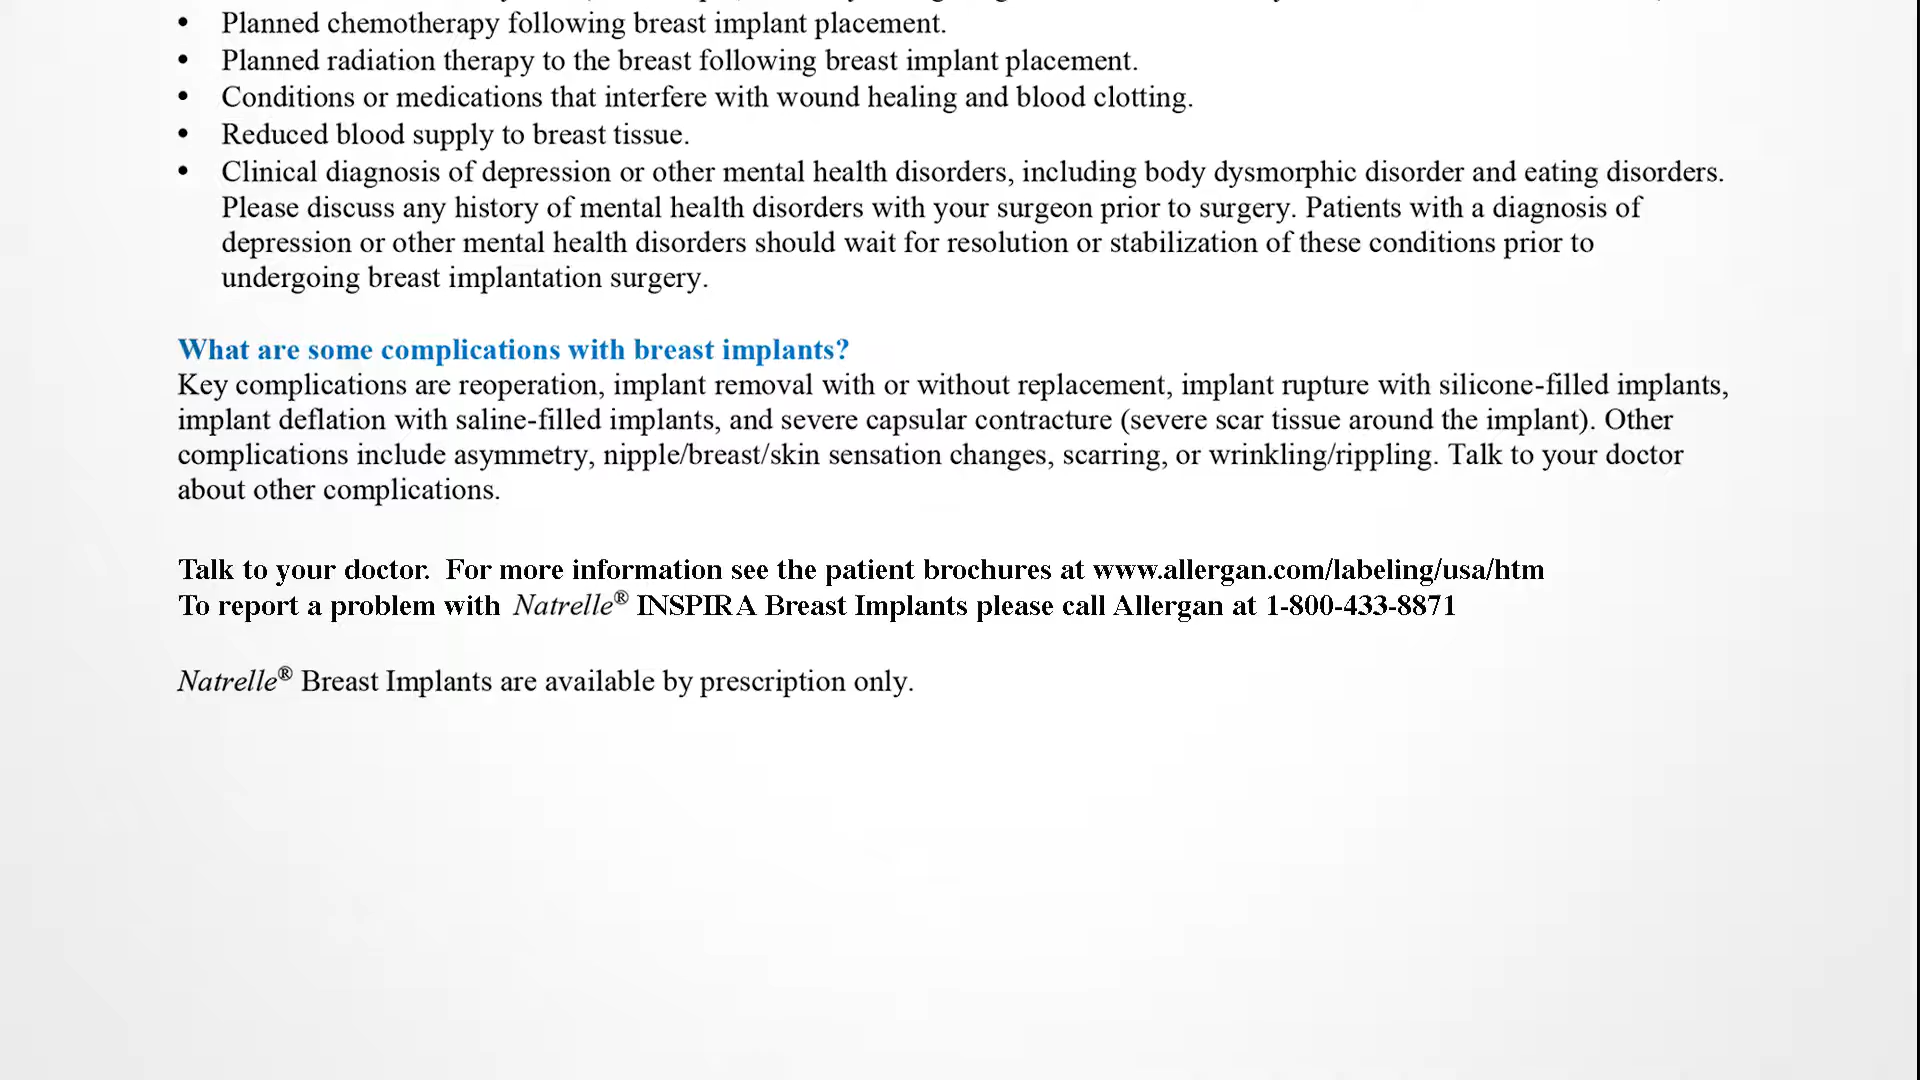 • Planned chemotherapy following breast implant placement.
• Planned radiation therapy to the breast following breast implant placement.
• Conditions or medications that interfere with wound healing and blood clotting.
• Reduced blood supply to breast tissue.
• Clinical diagnosis of depression or other mental health disorders, including body dysmorphic disorder and eating disorders.
Please discuss any history of mental health disorders with your surgeon prior to surgery. Patients with a diagnosis of
depression or other mental health disorders should wait for resolution or stabilization of these conditions prior to
undergoing breast implantation surgery.
What are some complications with breast implants?
Key complications are reoperation, implant removal with or without replacement, implant rupture with silicone-filled implants,
implant deflation with saline-filled implants, and severe capsular contracture (severe scar tissue around the implant). Other
complications include asymmetry, nipple/breast/skin sensation changes, scarring, or wrinkling/rippling. Talk to your doctor
about other complications.
Talk to your doctor. For more information see the patient brochures at www.allergan.com/labeling/usa/htm
To report a problem with Natrelle® INSPIRA Breast Implants please call Allergan at 1-800-433-8871
Natrelle® Breast Implants are available by prescription only.